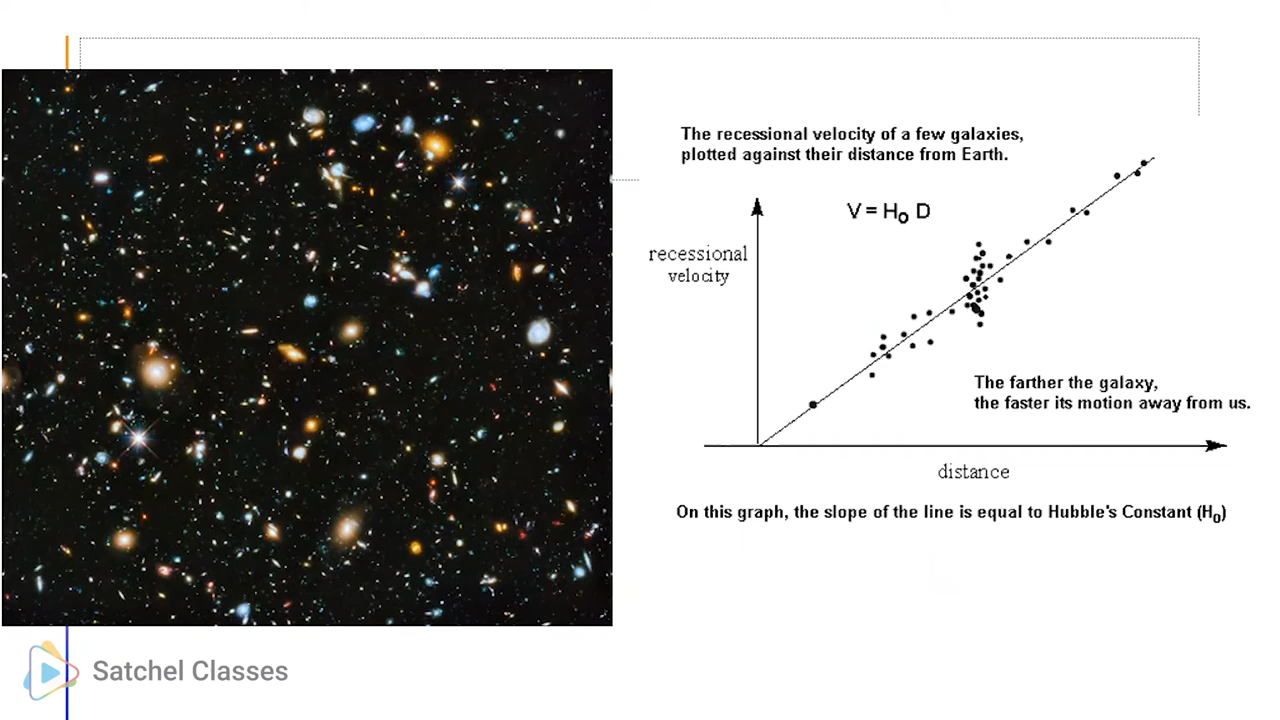 The recessional velocity of a few galaxies,
plotted against their distance from Earth.
V = H₀ D
recessional
velocity
The farther the galaxy,
the faster its motion away from us.
distance
On this graph, the slope of the line is equal to Hubble's Constant (H₀)
Satchel Classes